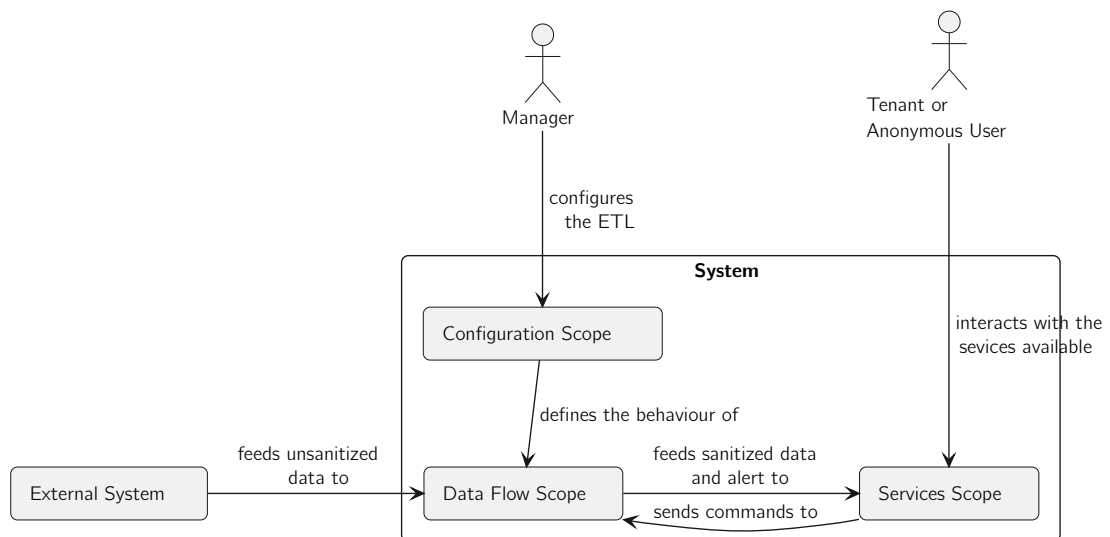 Manager
Tenant or
Anonymous User
configures
the ETL
System
Configuration Scope
interacts with the
sevices available
defines the behaviour of
feeds unsanitized
data to
feeds sanitized data
and alert to
External System
Data Flow Scope
Services Scope
sends commands to